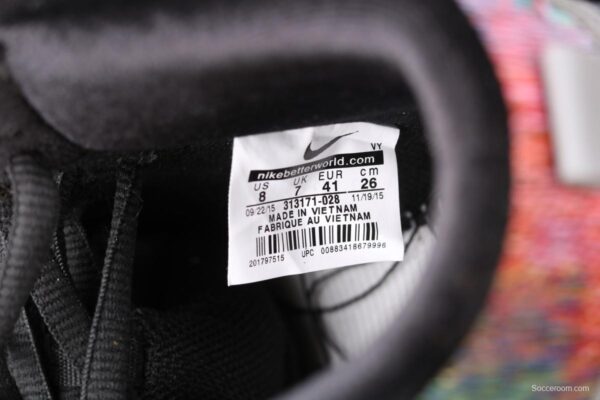 VY
nikebetterworld.com
US UK EUR cm
8 7 41 26
09/22/15 313171-028 11/19/15
MADE IN VIETNAM
FABRIQUE AU VIETNAM
201797515 UPC 00883418679996
Socceroom.com